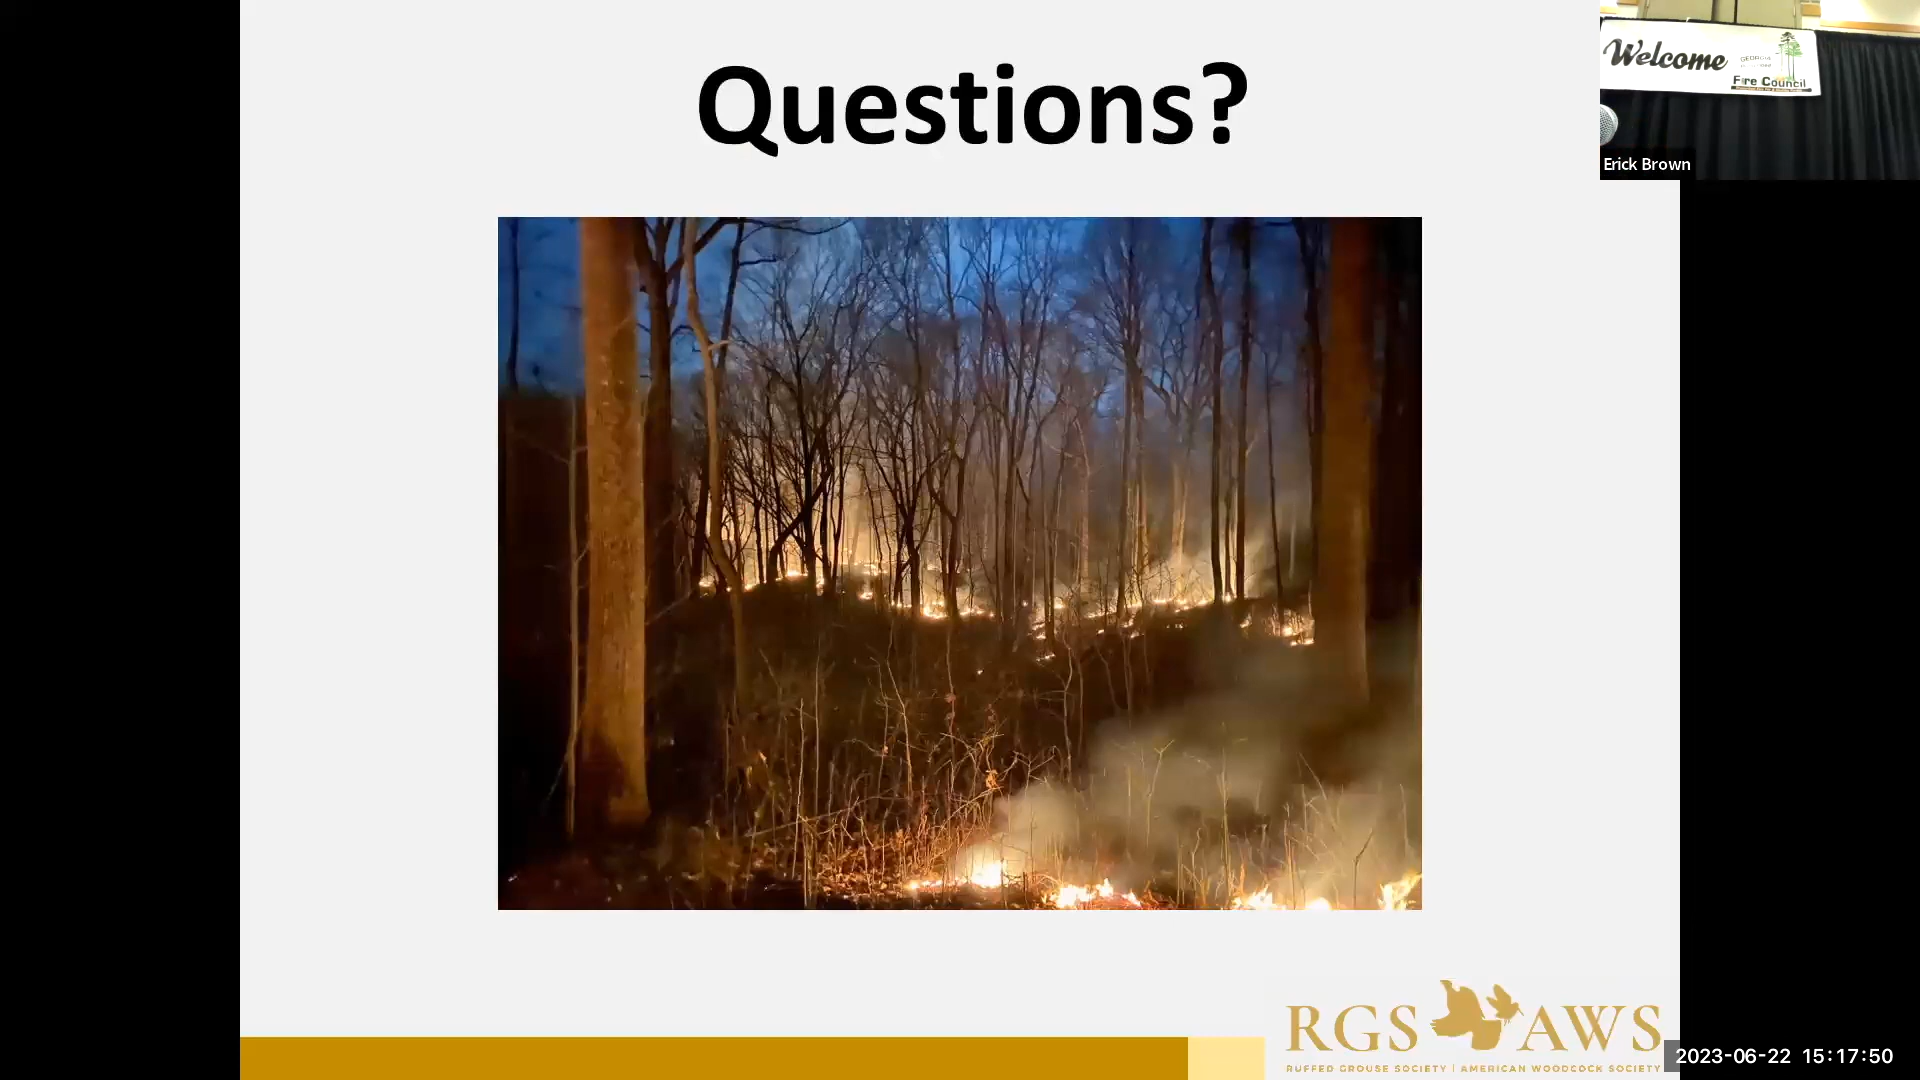 Questions?
Welcome
GEORGIA
Fire Council
Erick Brown
RGS AWS
RUFFED GROUSE SOCIETY | AMERICAN WOODCOCK SOCIETY
2023-06-22 15:17:50